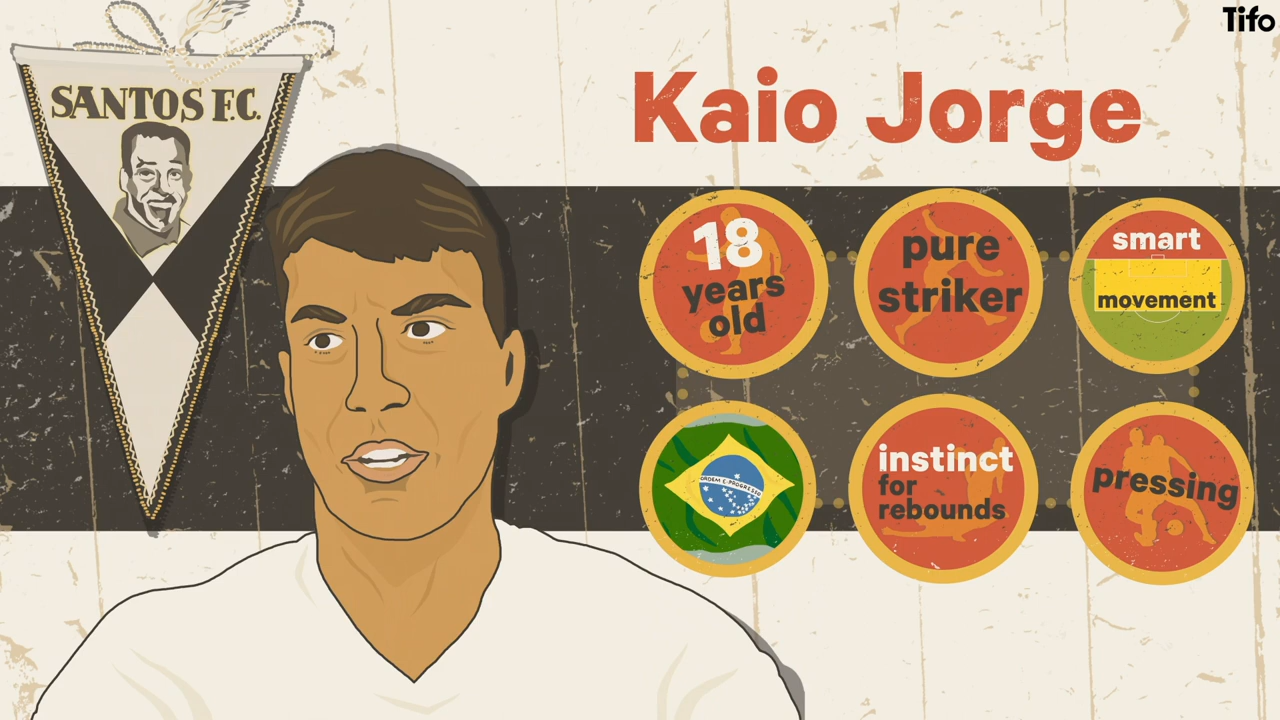 Tifo
SANTOS F.C.
Kaio Jorge
18
years
old
pure
striker
smart
movement
ORDEM E PROGRESSO
instinct
for
rebounds
pressing